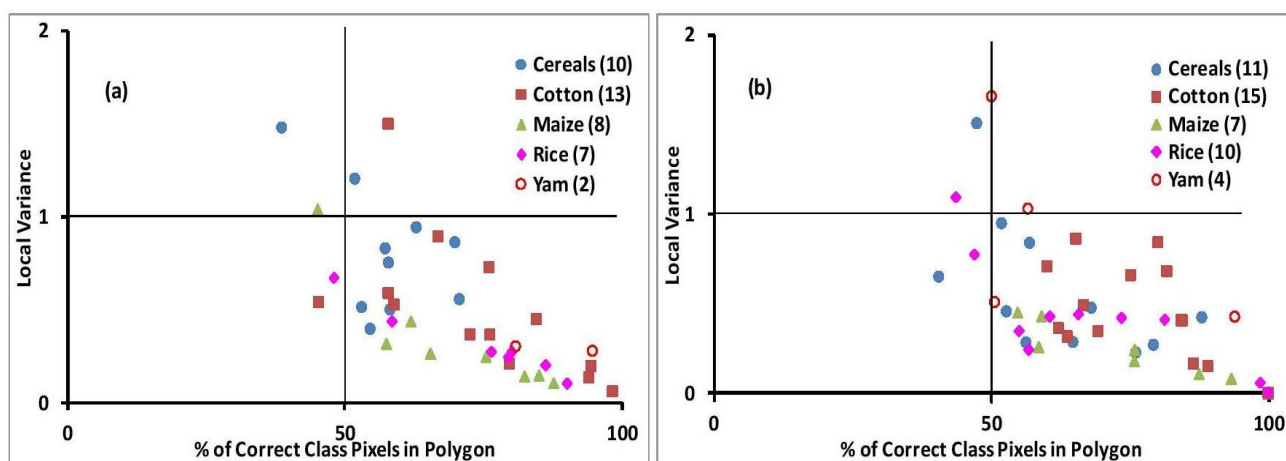 2
(a)
Cereals (10)
Cotton (13)
Maize (8)
Rice (7)
Yam (2)
Local Variance
1
0
0
50
100
% of Correct Class Pixels in Polygon
2
(b)
Cereals (11)
Cotton (15)
Maize (7)
Rice (10)
Yam (4)
Local Variance
1
0
0
50
100
% of Correct Class Pixels in Polygon